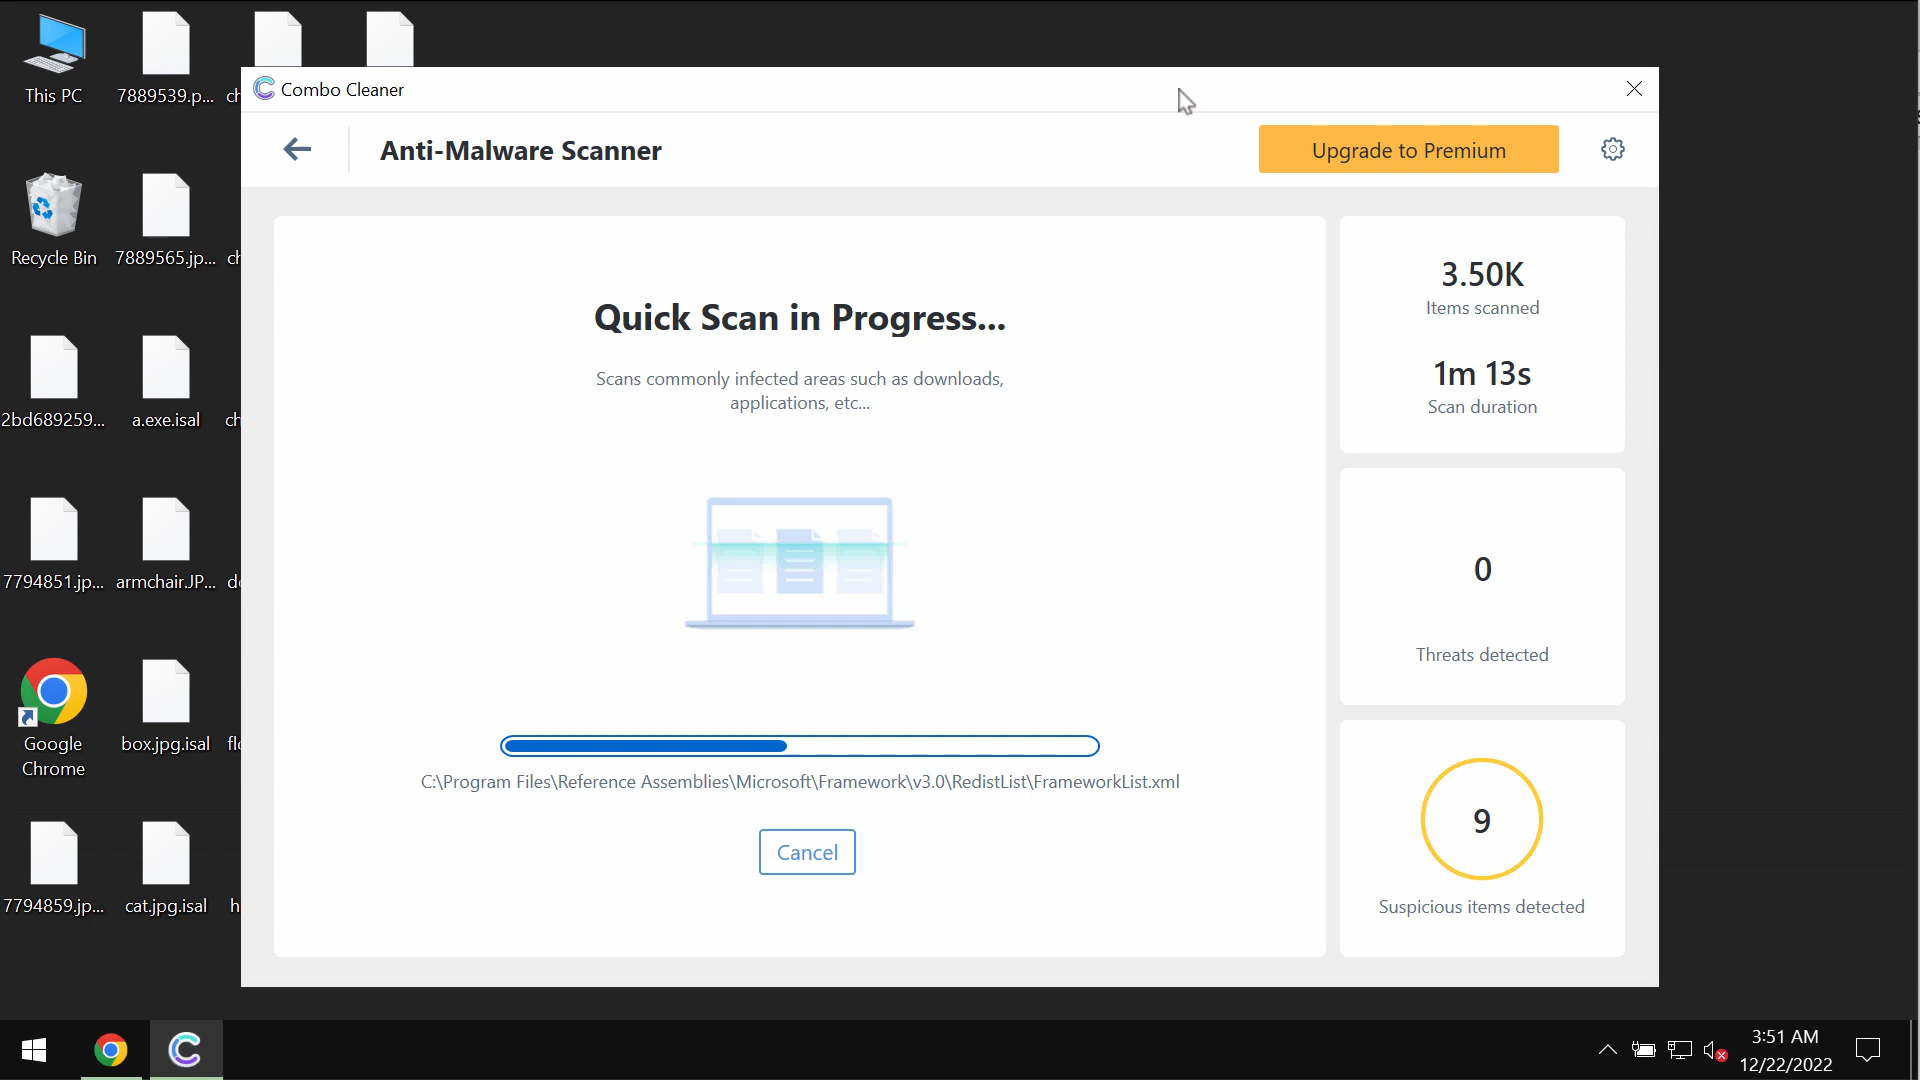 This PC
7889539.p...
Combo Cleaner
Anti-Malware Scanner
Upgrade to Premium
Recycle Bin
7889565.jp...
Quick Scan in Progress...
Scans commonly infected areas such as downloads,
applications, etc...
3.50K
Items scanned
1m 13s
Scan duration
2bd689259...
a.exe.isal
7794851.jp...
armchair.JP...
0
Threats detected
Google
Chrome
box.jpg.isal
C:\Program Files\Reference Assemblies\Microsoft\Framework\v3.0\RedistList\FrameworkList.xml
Cancel
9
Suspicious items detected
7794859.jp...
cat.jpg.isal
3:51 AM
12/22/2022